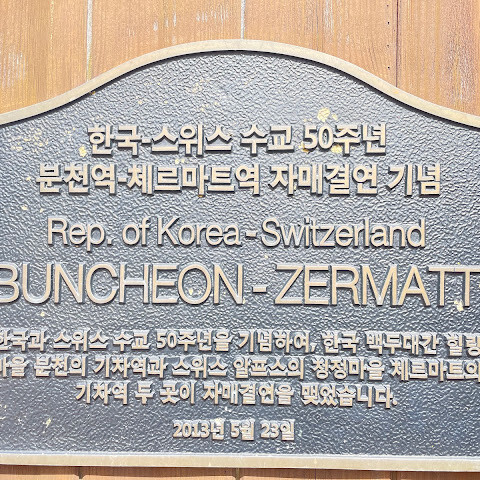 한국-스위스 수교 50주년
분천역-체르마트역 자매결연 기념
Rep. of Korea - Switzerland
BUNCHEON - ZERMATT
한국과 스위스 수교 50주년을 기념하여, 한국 백두대간 힐링
마을 분천의 기차역과 스위스 알프스의 청정마을 체르마트의
기차역 두 곳이 자매결연을 맺었습니다.
2013년 5월 23일